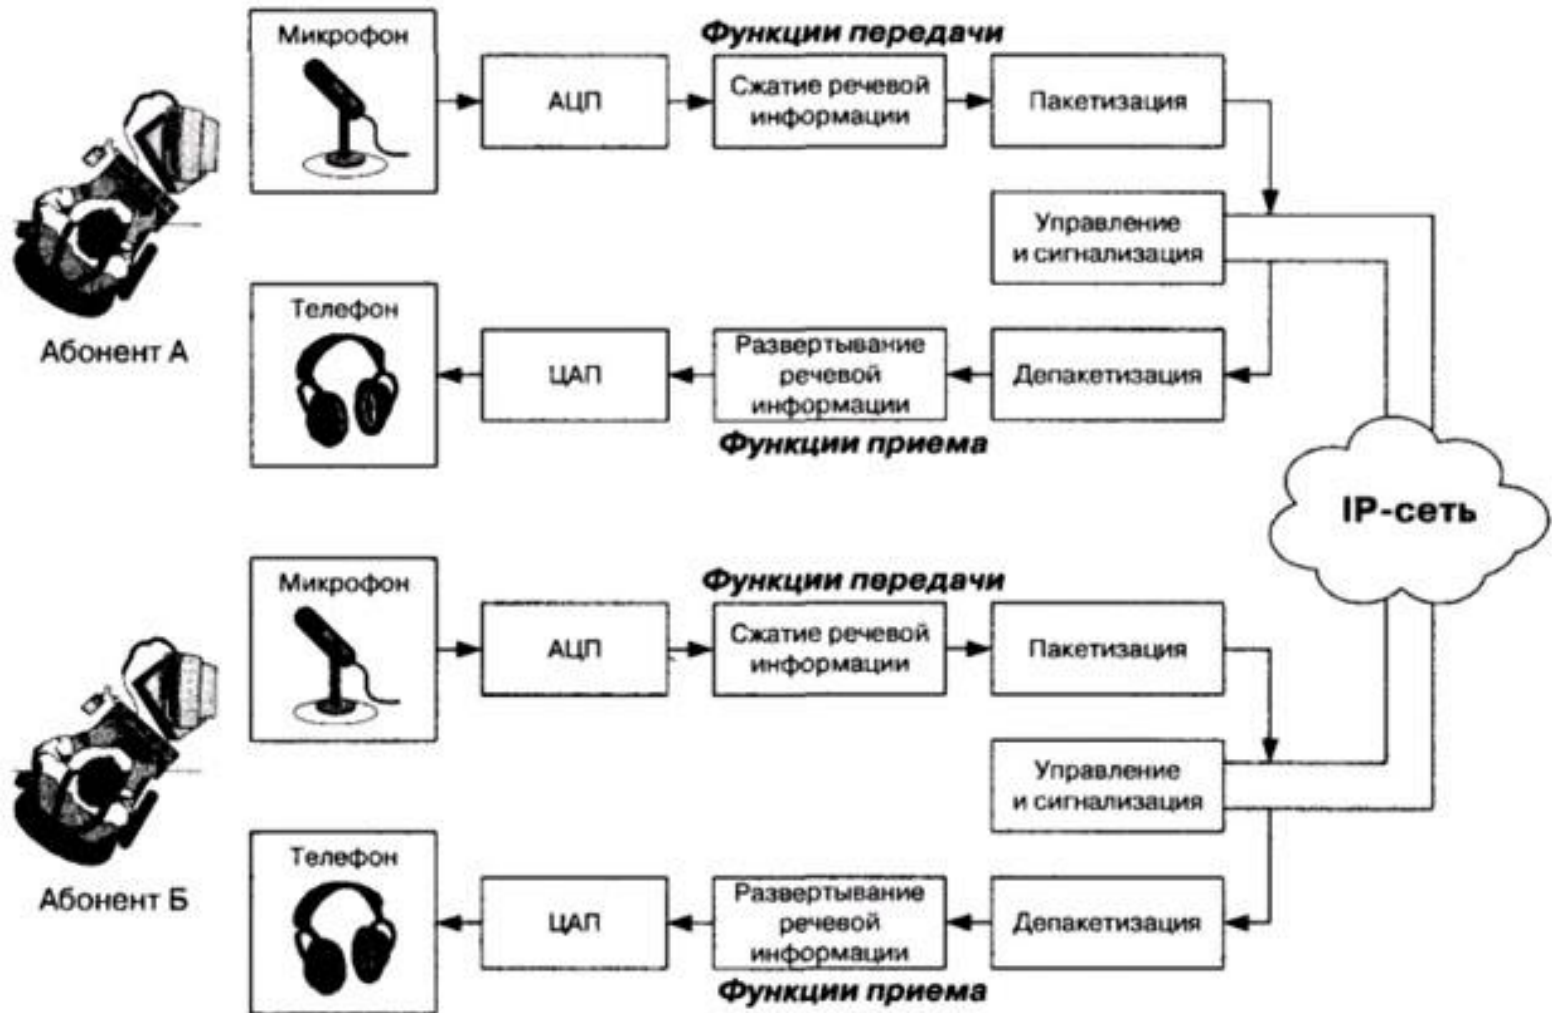 Функции передачи
Микрофон
АЦП
Сжатие речевой
информации
Пакетизация
Управление
и сигнализация
Абонент А
Телефон
ЦАП
Развертывание
речевой
информации
Депакетизация
Функции приема
IP-сеть
Функции передачи
Микрофон
АЦП
Сжатие речевой
информации
Пакетизация
Управление
и сигнализация
Абонент Б
Телефон
ЦАП
Развертывание
речевой
информации
Депакетизация
Функции приема